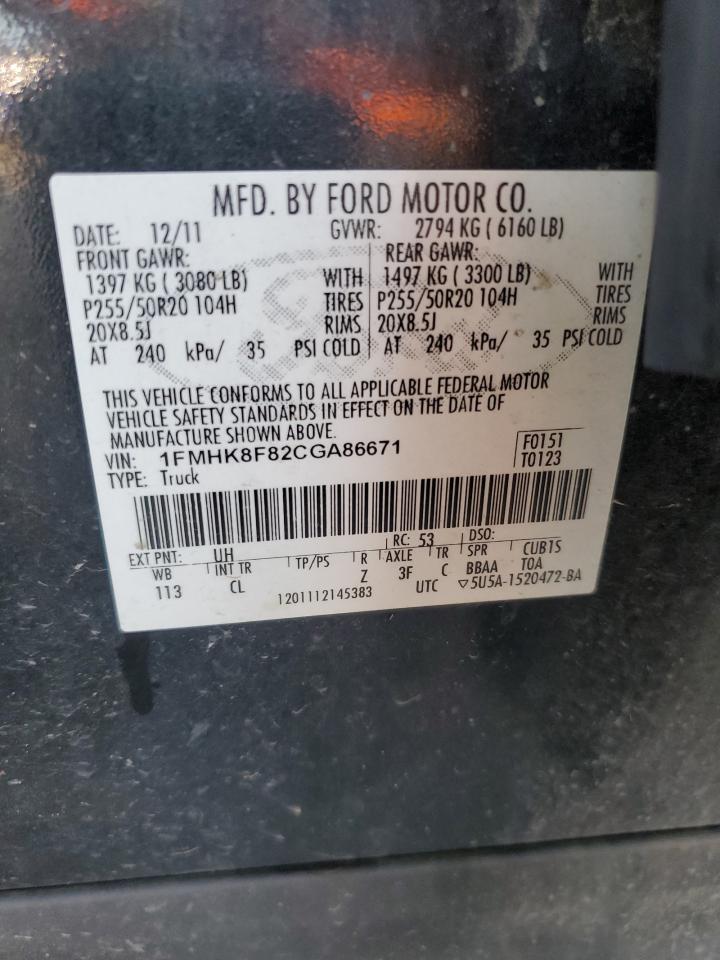 MFD. BY FORD MOTOR CO.
DATE: 12/11 GVWR: 2794 KG ( 6160 LB)
FRONT GAWR: REAR GAWR:
1397 KG ( 3080 LB) WITH 1497 KG ( 3300 LB) WITH
P255/50R20 104H TIRES P255/50R20 104H TIRES
20X8.5J RIMS 20X8.5J RIMS
AT 240 kPa/ 35 PSI COLD AT 240 kPa/ 35 PSI COLD
THIS VEHICLE CONFORMS TO ALL APPLICABLE FEDERAL MOTOR
VEHICLE SAFETY STANDARDS IN EFFECT ON THE DATE OF
MANUFACTURE SHOWN ABOVE.
VIN: 1FMHK8F82CGA86671 F0151
TYPE: Truck T0123
EXT PNT: UH RC: 53 DSO:
WB INT TR TP/PS R AXLE TR SPR CUB1S
113 CL Z 3F C BBAA TOA
1201112145383 UTC ▽5U5A-1520472-BA